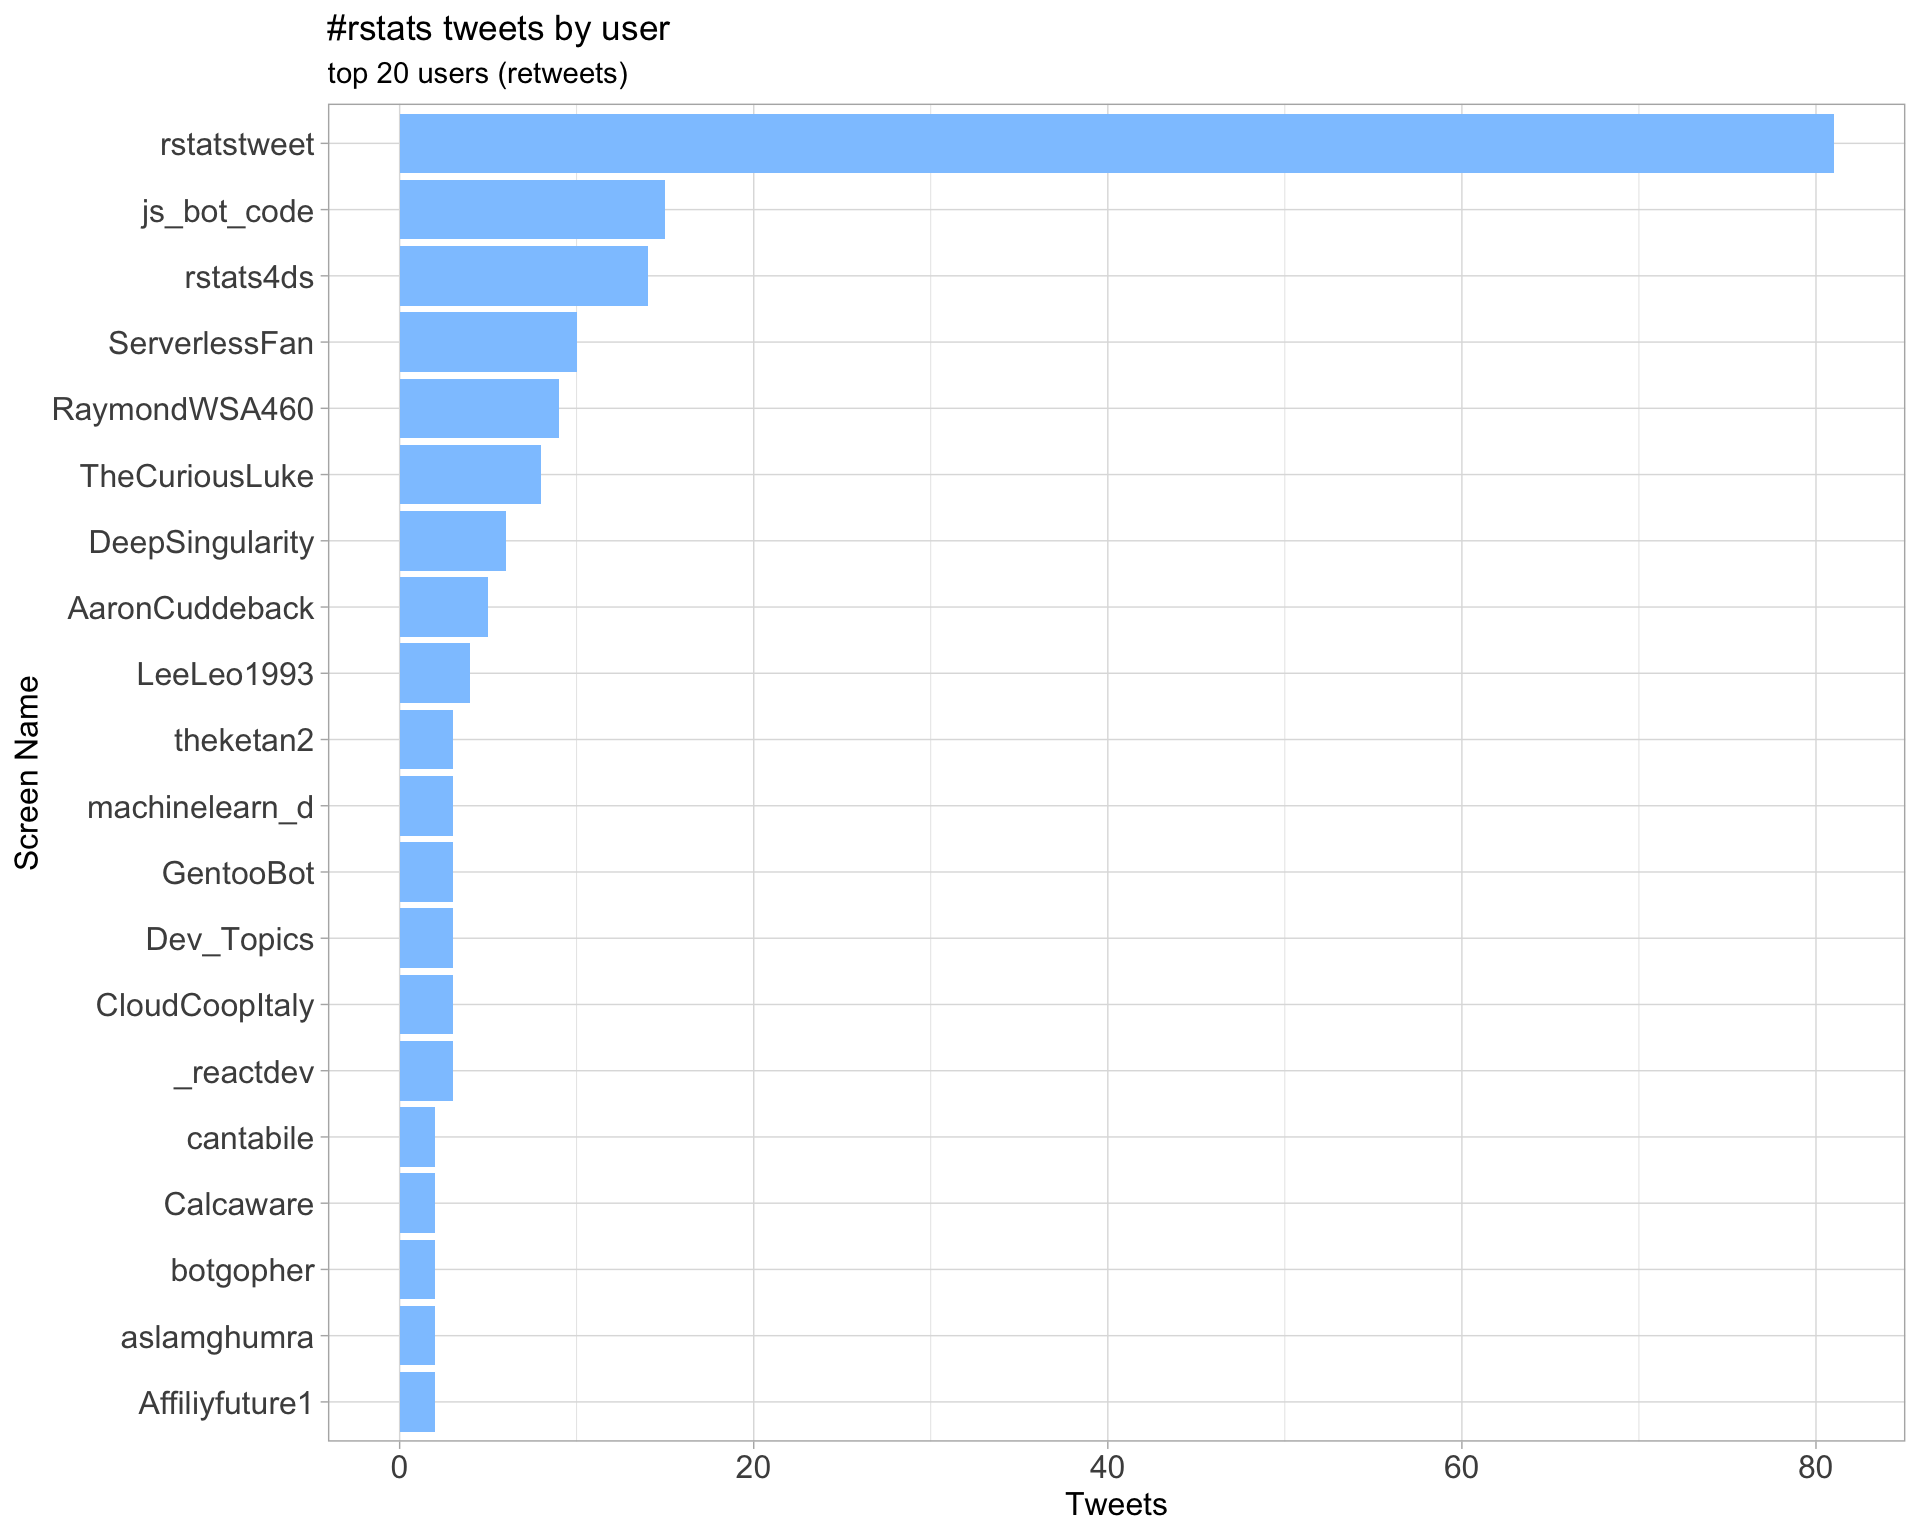 #rstats tweets by user
top 20 users (retweets)
rstatstweet
js_bot_code
rstats4ds
ServerlessFan
RaymondWSA460
TheCuriousLuke
DeepSingularity
AaronCuddeback
LeeLeo1993
theketan2
machinelearn_d
GentooBot
Dev_Topics
CloudCoopItaly
_reactdev
cantabile
Calcaware
botgopher
aslamghumra
Affiliyfuture1
Screen Name
0 20 40 60 80
Tweets